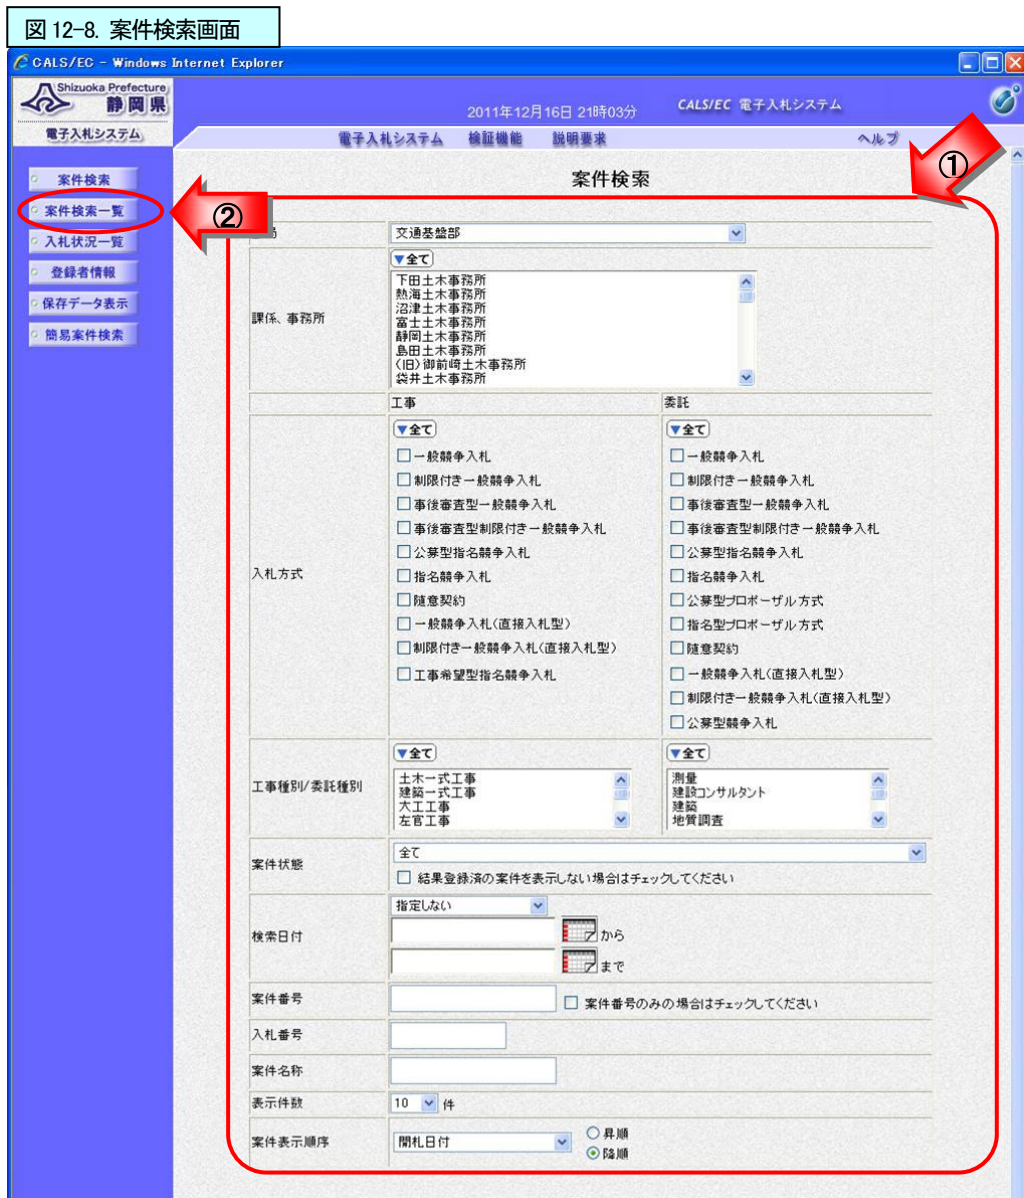 図 12-8. 案件検索画面
CALS/EC - Windows Internet Explorer
Shizuoka Prefecture
静岡県
電子入札システム
2011年12月16日 21時03分
CALS/EC 電子入札システム
電子入札システム 検証機能 説明要求 ヘルプ
①
案件検索
案件検索一覧
入札状況一覧
登録者情報
保存データ表示
簡易案件検索
②
案件検索
交通基盤部
課係、事務所
▼全て
下田土木事務所
熱海土木事務所
沼津土木事務所
富士土木事務所
静岡土木事務所
島田土木事務所
(旧)御前崎土木事務所
袋井土木事務所
工事 委託
入札方式
▼全て
一般競争入札
制限付き一般競争入札
事後審査型一般競争入札
事後審査型制限付き一般競争入札
公募型指名競争入札
指名競争入札
随意契約
一般競争入札(直接入札型)
制限付き一般競争入札(直接入札型)
工事希望型指名競争入札
▼全て
一般競争入札
制限付き一般競争入札
事後審査型一般競争入札
事後審査型制限付き一般競争入札
公募型指名競争入札
指名競争入札
公募型プロポーザル方式
指名型プロポーザル方式
随意契約
一般競争入札(直接入札型)
制限付き一般競争入札(直接入札型)
公募型競争入札
工事種別/委託種別
▼全て
土木一式工事
建築一式工事
大工工事
左官工事
▼全て
測量
建設コンサルタント
建築
地質調査
案件状態
全て
結果登録済の案件を表示しない場合はチェックしてください
検索日付
指定しない
から
まで
案件番号
案件番号のみの場合はチェックしてください
入札番号
案件名称
表示件数
10 件
案件表示順序
開札日付
昇順
降順